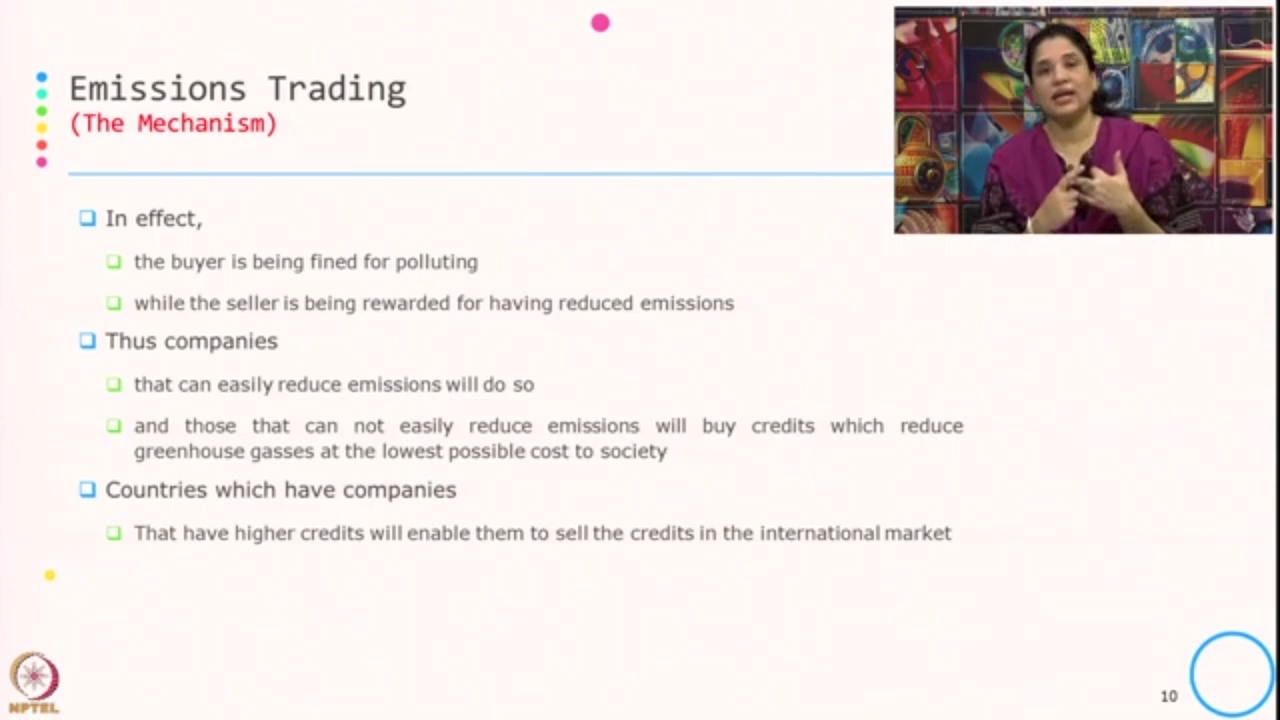 Emissions Trading
(The Mechanism)
In effect,
the buyer is being fined for polluting
while the seller is being rewarded for having reduced emissions
Thus companies
that can easily reduce emissions will do so
and those that can not easily reduce emissions will buy credits which reduce
greenhouse gasses at the lowest possible cost to society
Countries which have companies
That have higher credits will enable them to sell the credits in the international market
NPTEL
10